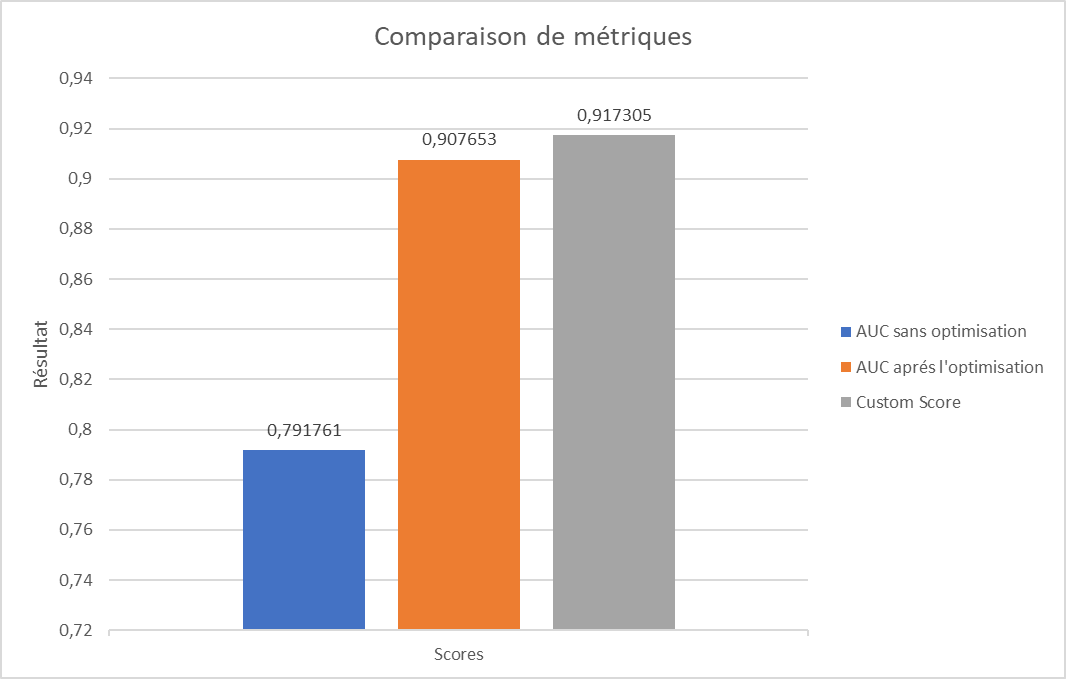 Comparaison de métriques
0,94
0,92
0,9
0,88
0,86
0,84
0,82
0,8
0,78
0,76
0,74
0,72
Résultat
0,791761
0,907653
0,917305
Scores
AUC sans optimisation
AUC aprés l'optimisation
Custom Score